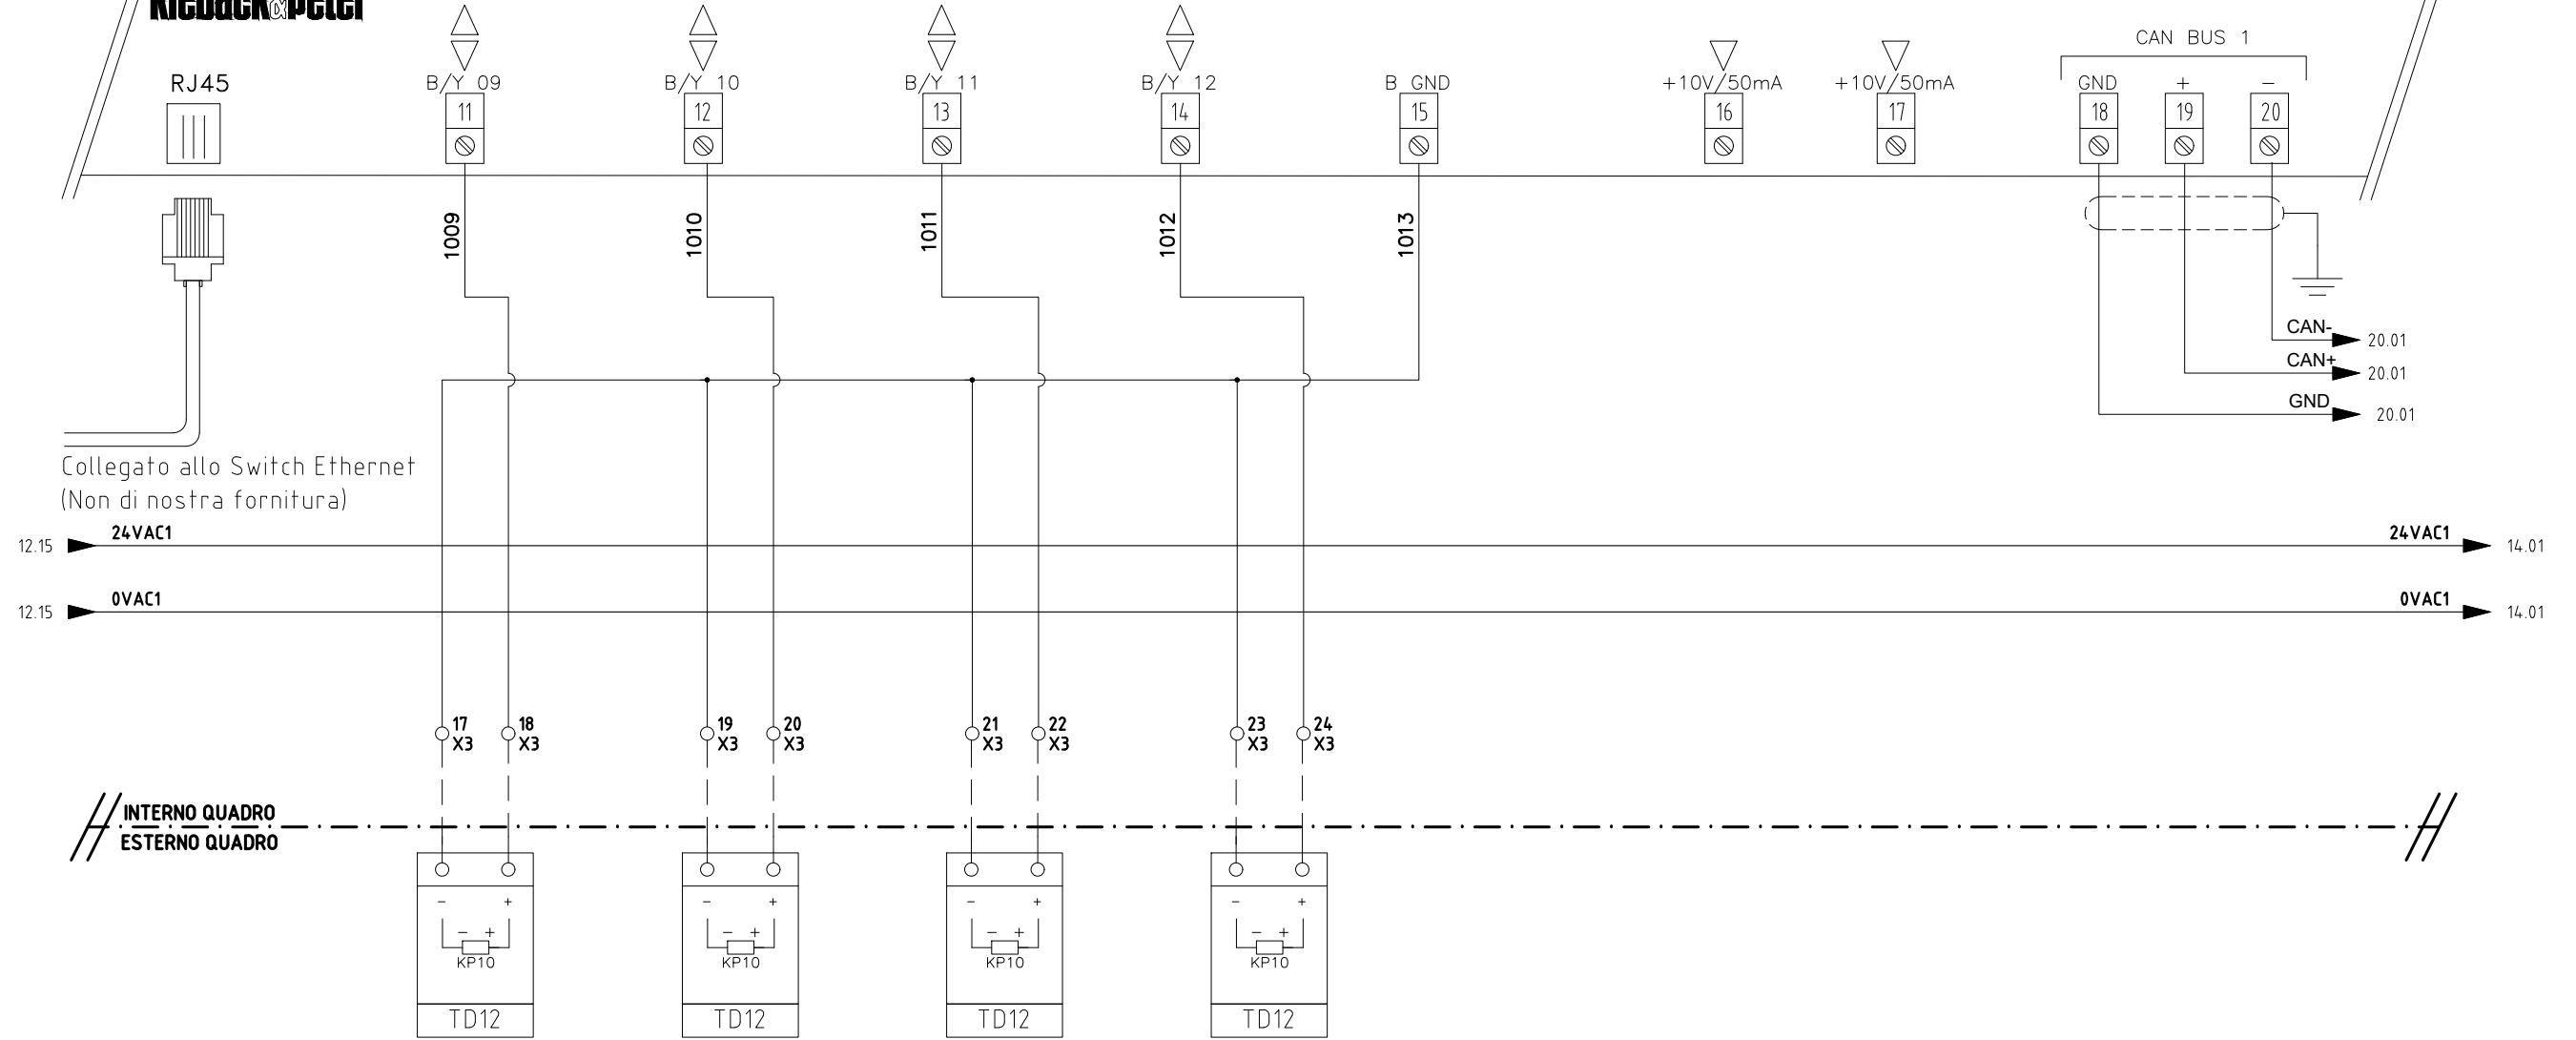 Kieback&Peter
CAN BUS 1
RJ45
B/Y 09
B/Y 10
B/Y 11
B/Y 12
B GND
+10V/50mA
+10V/50mA
GND
+
−
11
12
13
14
15
16
17
18
19
20
1009
1010
1011
1012
1013
CAN- 20.01
CAN+ 20.01
GND 20.01
Collegato allo Switch Ethernet
(Non di nostra fornitura)
12.15 24VAC1 24VAC1 14.01
12.15 0VAC1 0VAC1 14.01
17 18 19 20 21 22 23 24
X3 X3 X3 X3 X3 X3 X3 X3
INTERNO QUADRO
ESTERNO QUADRO
− + − + − + − +
− + − + − + − +
KP10 KP10 KP10 KP10
TD12 TD12 TD12 TD12